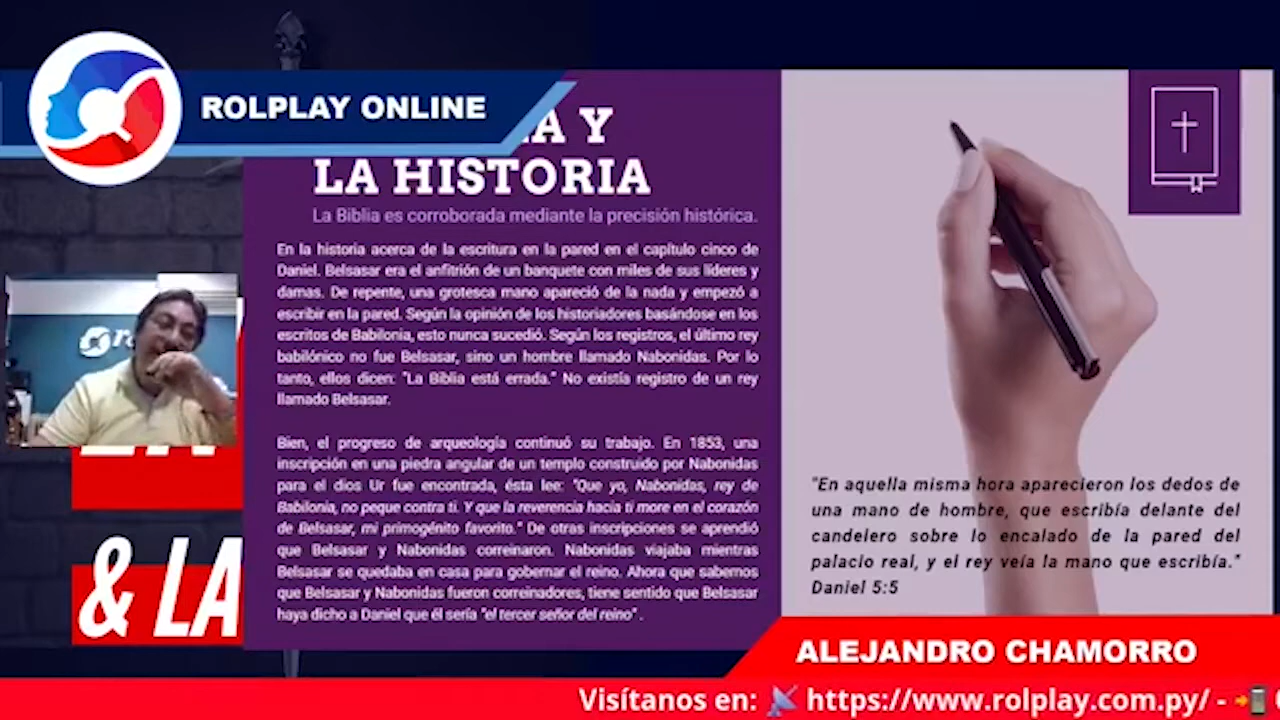 ROLPLAY ONLINE
A Y
LA HISTORIA
La Biblia es corroborada mediante la precisión histórica.
En la historia acerca de la escritura en la pared en el capítulo cinco de
Daniel. Belsasar era el anfitrión de un banquete con miles de sus líderes y
damas. De repente, una grotesca mano apareció de la nada y empezó a
escribir en la pared. Según la opinión de los historiadores basándose en los
escritos de Babilonia, esto nunca sucedió. Según los registros, el último rey
babilónico no fue Belsasar, sino un hombre llamado Nabonidas. Por lo
tanto, ellos dicen: "La Biblia está errada." No existía registro de un rey
llamado Belsasar.
Bien, el progreso de arqueología continuó su trabajo. En 1853, una
inscripción en una piedra angular de un templo construido por Nabonidas
para el dios Ur fue encontrada, ésta lee: "Que yo, Nabonidas, rey de
Babilonia, no peque contra ti. Y que la reverencia hacia ti more en el corazón
de Belsasar, mi primogénito favorito." De otras inscripciones se aprendió
que Belsasar y Nabonidas correinaron. Nabonidas viajaba mientras
Belsasar se quedaba en casa para gobernar el reino. Ahora que sabemos
que Belsasar y Nabonidas fueron correinadores, tiene sentido que Belsasar
haya dicho a Daniel que él sería "el tercer señor del reino".
"En aquella misma hora aparecieron los dedos de
una mano de hombre, que escribía delante del
candelero sobre lo encalado de la pared del
palacio real, y el rey veía la mano que escribía."
Daniel 5:5
& LA
ALEJANDRO CHAMORRO
Visítanos en: https://www.rolplay.com.py/ -